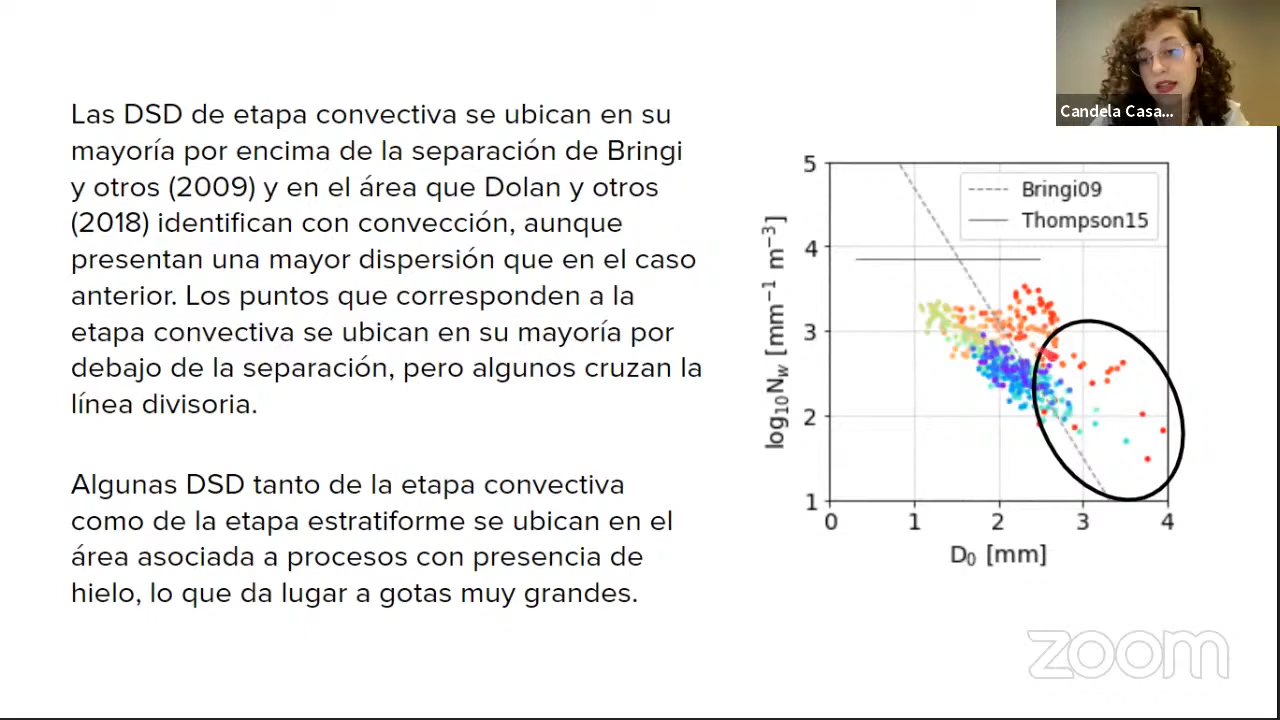 Las DSD de etapa convectiva se ubican en su
mayoría por encima de la separación de Bringi
y otros (2009) y en el área que Dolan y otros
(2018) identifican con convección, aunque
presentan una mayor dispersión que en el caso
anterior. Los puntos que corresponden a la
etapa convectiva se ubican en su mayoría por
debajo de la separación, pero algunos cruzan la
línea divisoria.
Algunas DSD tanto de la etapa convectiva
como de la etapa estratiforme se ubican en el
área asociada a procesos con presencia de
hielo, lo que da lugar a gotas muy grandes.
Candela Casa...
Bringi09
Thompson15
log₁₀N_w [mm⁻¹ m⁻³]
5
4
3
2
1
0 1 2 3 4
D₀ [mm]
zoom